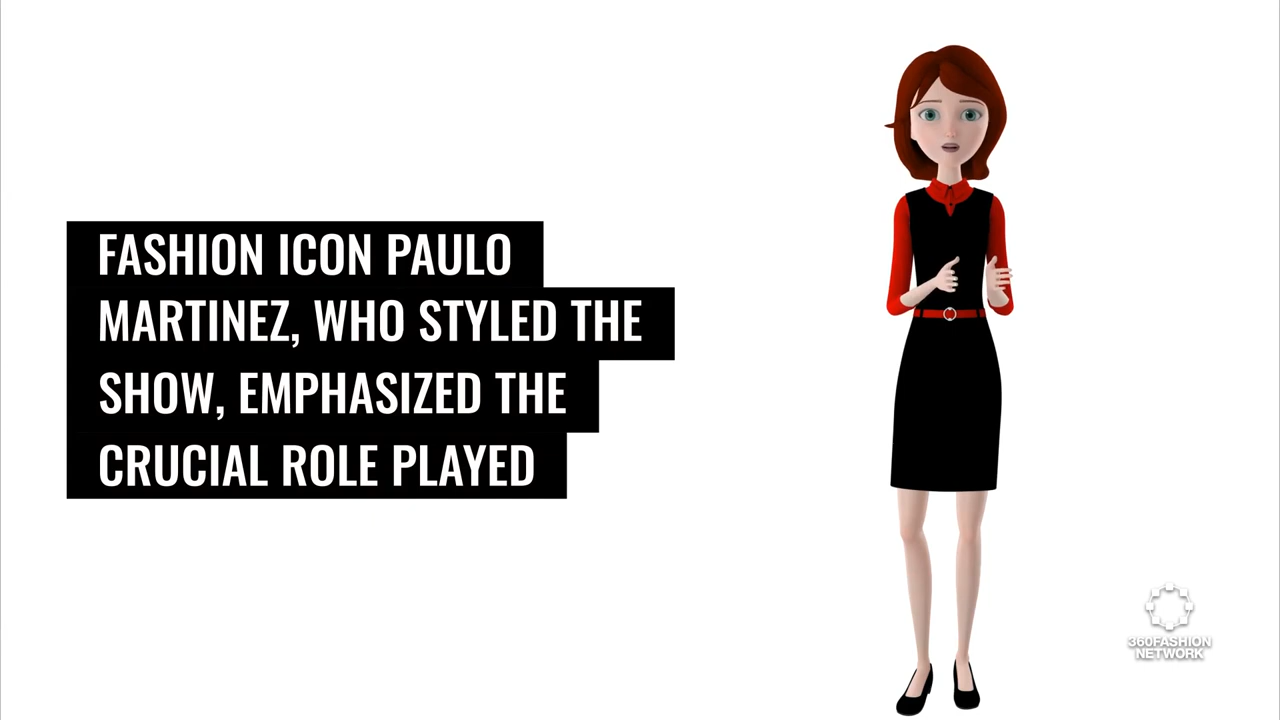 FASHION ICON PAULO
MARTINEZ, WHO STYLED THE
SHOW, EMPHASIZED THE
CRUCIAL ROLE PLAYED
360FASHION
NETWORK